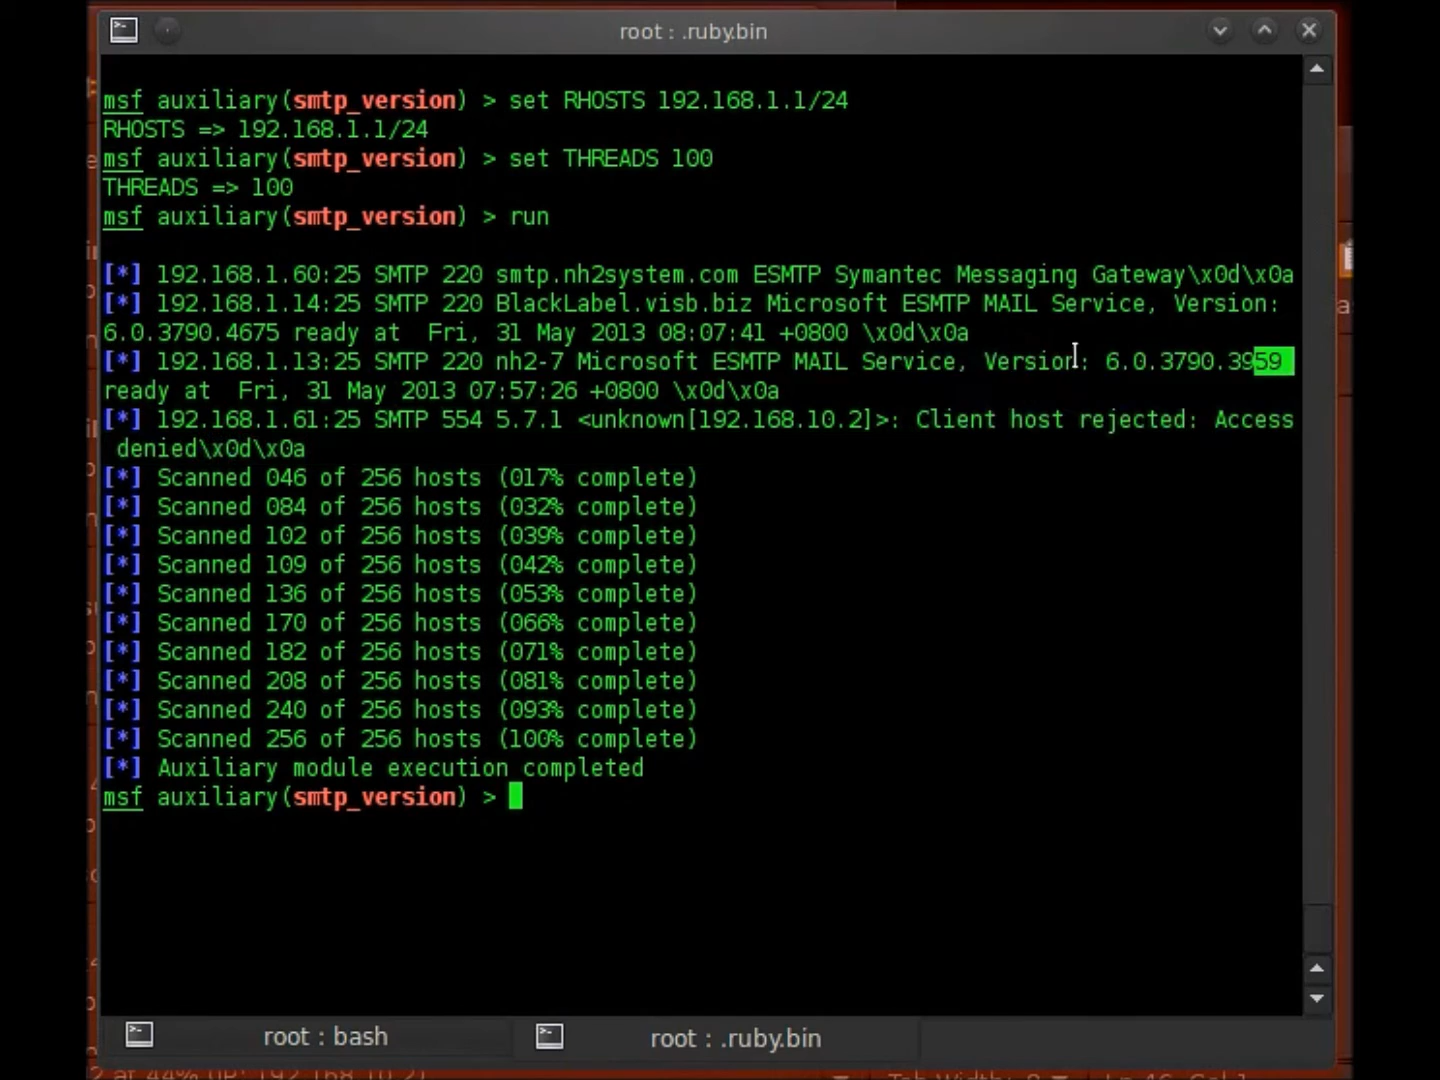 root : .ruby.bin
msf auxiliary(smtp_version) > set RHOSTS 192.168.1.1/24
RHOSTS => 192.168.1.1/24
msf auxiliary(smtp_version) > set THREADS 100
THREADS => 100
msf auxiliary(smtp_version) > run
[*] 192.168.1.60:25 SMTP 220 smtp.nh2system.com ESMTP Symantec Messaging Gateway\x0d\x0a
[*] 192.168.1.14:25 SMTP 220 BlackLabel.visb.biz Microsoft ESMTP MAIL Service, Version:
6.0.3790.4675 ready at  Fri, 31 May 2013 08:07:41 +0800 \x0d\x0a
[*] 192.168.1.13:25 SMTP 220 nh2-7 Microsoft ESMTP MAIL Service, Version: 6.0.3790.3959
ready at  Fri, 31 May 2013 07:57:26 +0800 \x0d\x0a
[*] 192.168.1.61:25 SMTP 554 5.7.1 <unknown[192.168.10.2]>: Client host rejected: Access
denied\x0d\x0a
[*] Scanned 046 of 256 hosts (017% complete)
[*] Scanned 084 of 256 hosts (032% complete)
[*] Scanned 102 of 256 hosts (039% complete)
[*] Scanned 109 of 256 hosts (042% complete)
[*] Scanned 136 of 256 hosts (053% complete)
[*] Scanned 170 of 256 hosts (066% complete)
[*] Scanned 182 of 256 hosts (071% complete)
[*] Scanned 208 of 256 hosts (081% complete)
[*] Scanned 240 of 256 hosts (093% complete)
[*] Scanned 256 of 256 hosts (100% complete)
[*] Auxiliary module execution completed
msf auxiliary(smtp_version) >
root : bash
root : .ruby.bin